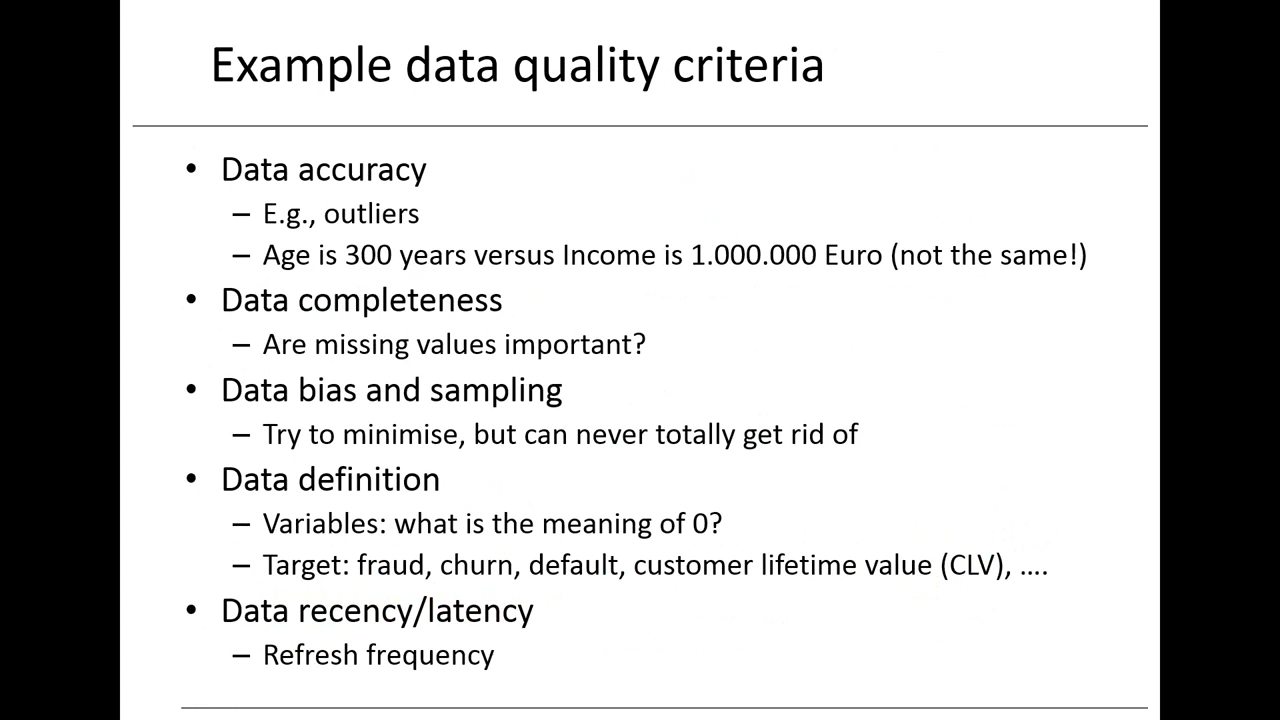 Example data quality criteria
• Data accuracy
– E.g., outliers
– Age is 300 years versus Income is 1.000.000 Euro (not the same!)
• Data completeness
– Are missing values important?
• Data bias and sampling
– Try to minimise, but can never totally get rid of
• Data definition
– Variables: what is the meaning of 0?
– Target: fraud, churn, default, customer lifetime value (CLV), ….
• Data recency/latency
– Refresh frequency